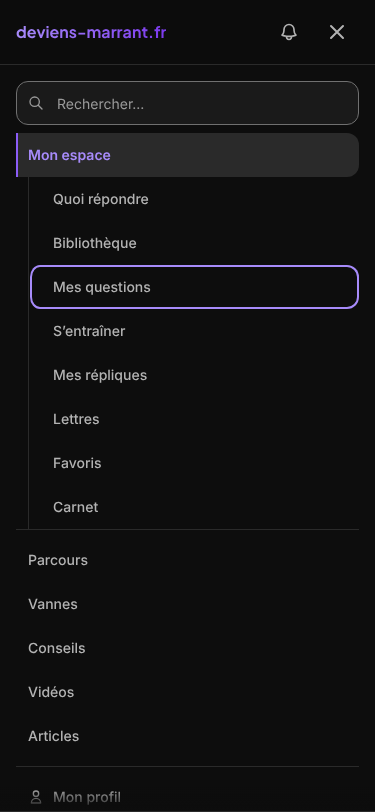 deviens-marrant.fr
Rechercher...
Mon espace
Quoi répondre
Bibliothèque
Mes questions
S’entraîner
Mes répliques
Lettres
Favoris
Carnet
Parcours
Vannes
Conseils
Vidéos
Articles
Mon profil